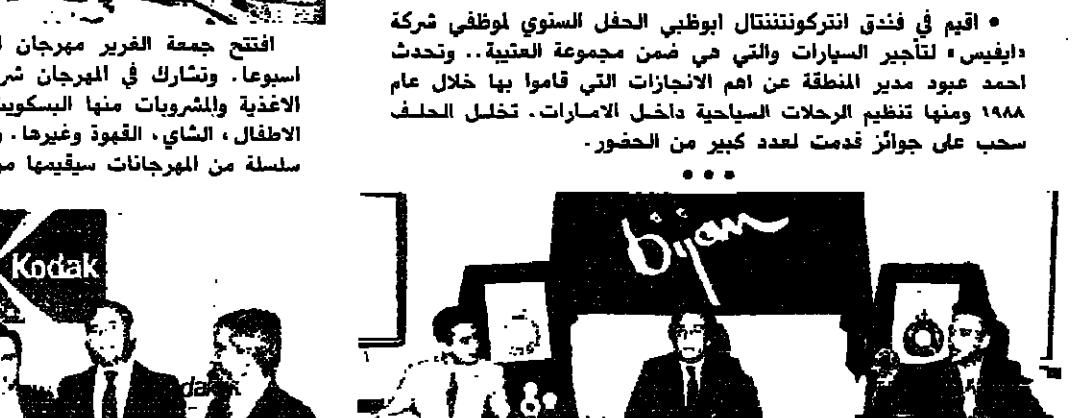 • اقيم في فندق انتركونتننتال ابوظبي الحفل السنوي لموظفي شركة
«ايفيس» لتأجير السيارات والتي هي ضمن مجموعة العتيبة.. وتحدث
احمد عبود مدير المنطقة عن اهم الانجازات التي قاموا بها خلال عام
١٩٨٨ ومنها تنظيم الرحلات السياحية داخل الامارات. تخلل الحلف
سحب على جوائز قدمت لعدد كبير من الحضور.
• • •
bijan
افتتح جمعة الغرير مهرجان
اسبوعا. وتشارك في المهرجان
الاغذية والمشروبات منها البسكويت
الاطفال، الشاي، القهوة وغيرها.
سلسلة من المهرجانات سيقيمها
Kodak